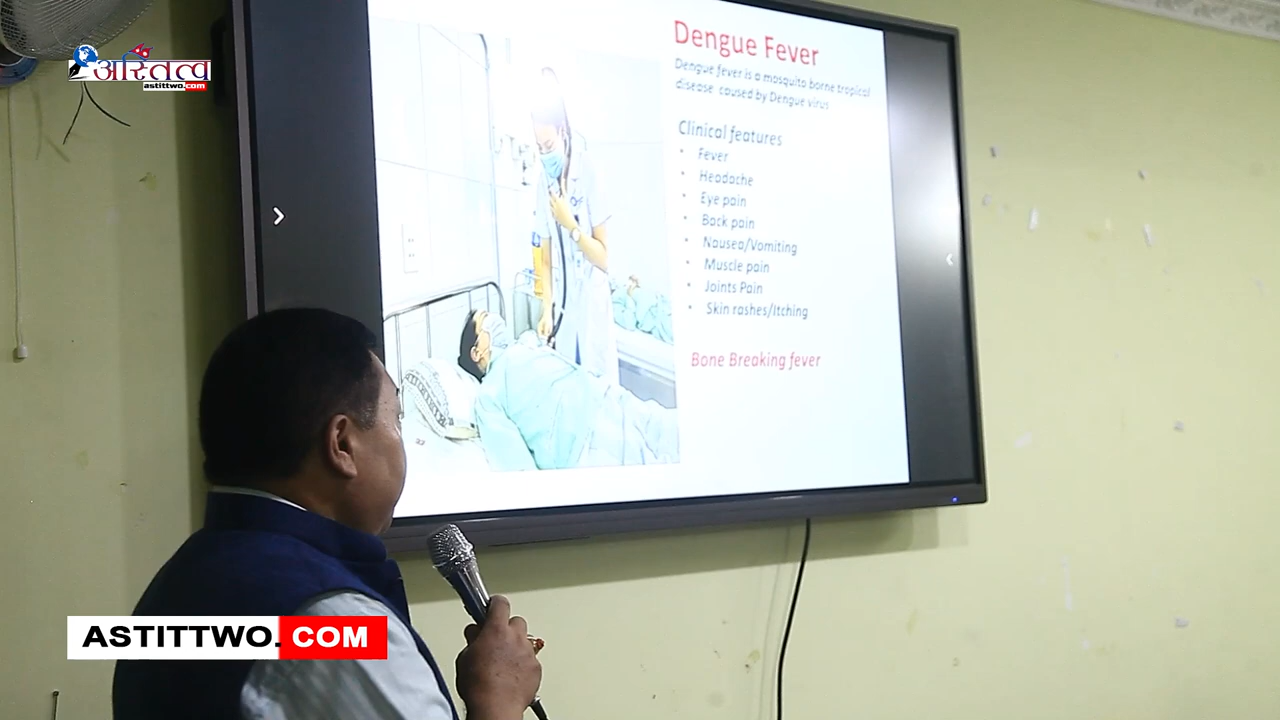 अस्तित्व
astittwo.com
Dengue Fever
Dengue fever is a mosquito borne tropical
disease caused by Dengue virus
Clinical features
• Fever
• Headache
• Eye pain
• Back pain
• Nausea/Vomiting
• Muscle pain
• Joints Pain
• Skin rashes/Itching
Bone Breaking fever
ASTITTWO.COM